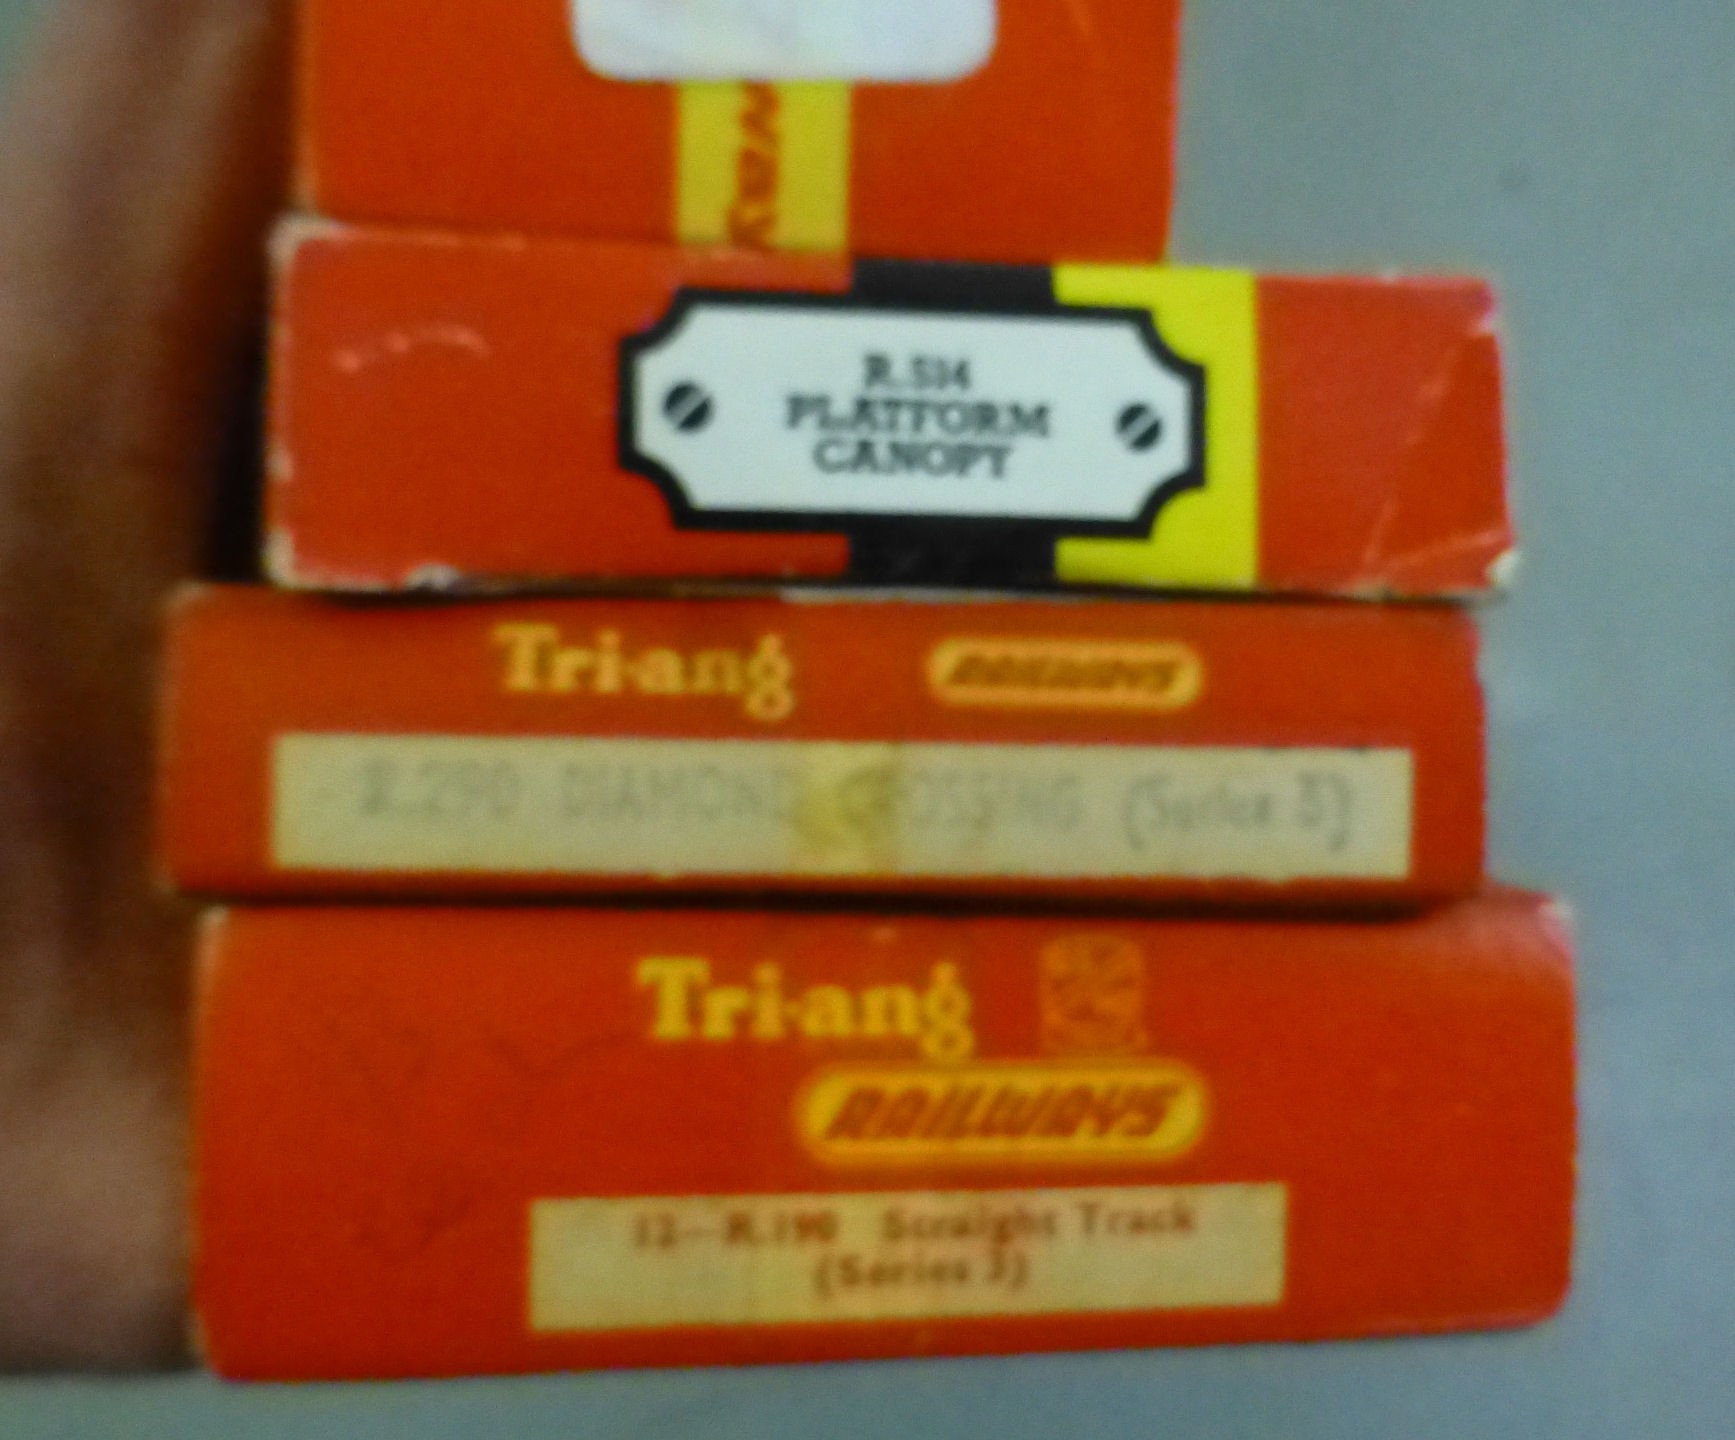 R.514
PLATFORM
CANOPY
Tri-ang RAILWAYS
R.290 DIAMOND CROSSING (Series 3)
Tri-ang
RAILWAYS
12—R.190 Straight Track
(Series 3)